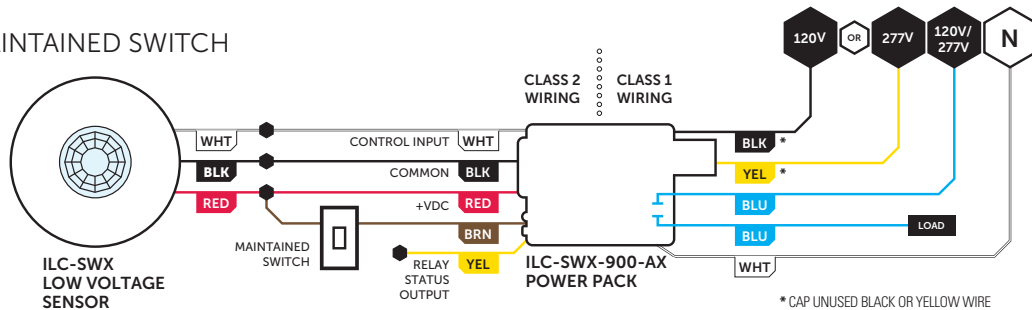 AINTAINED SWITCH
120V
OR
277V
120V/
277V
N
CLASS 2
WIRING
CLASS 1
WIRING
WHT
CONTROL INPUT
WHT
BLK
COMMON
BLK
RED
+VDC
RED
BRN
MAINTAINED
SWITCH
RELAY
STATUS
OUTPUT
YEL
BLK *
YEL *
BLU
BLU
LOAD
WHT
ILC-SWX
LOW VOLTAGE
SENSOR
ILC-SWX-900-AX
POWER PACK
* CAP UNUSED BLACK OR YELLOW WIRE